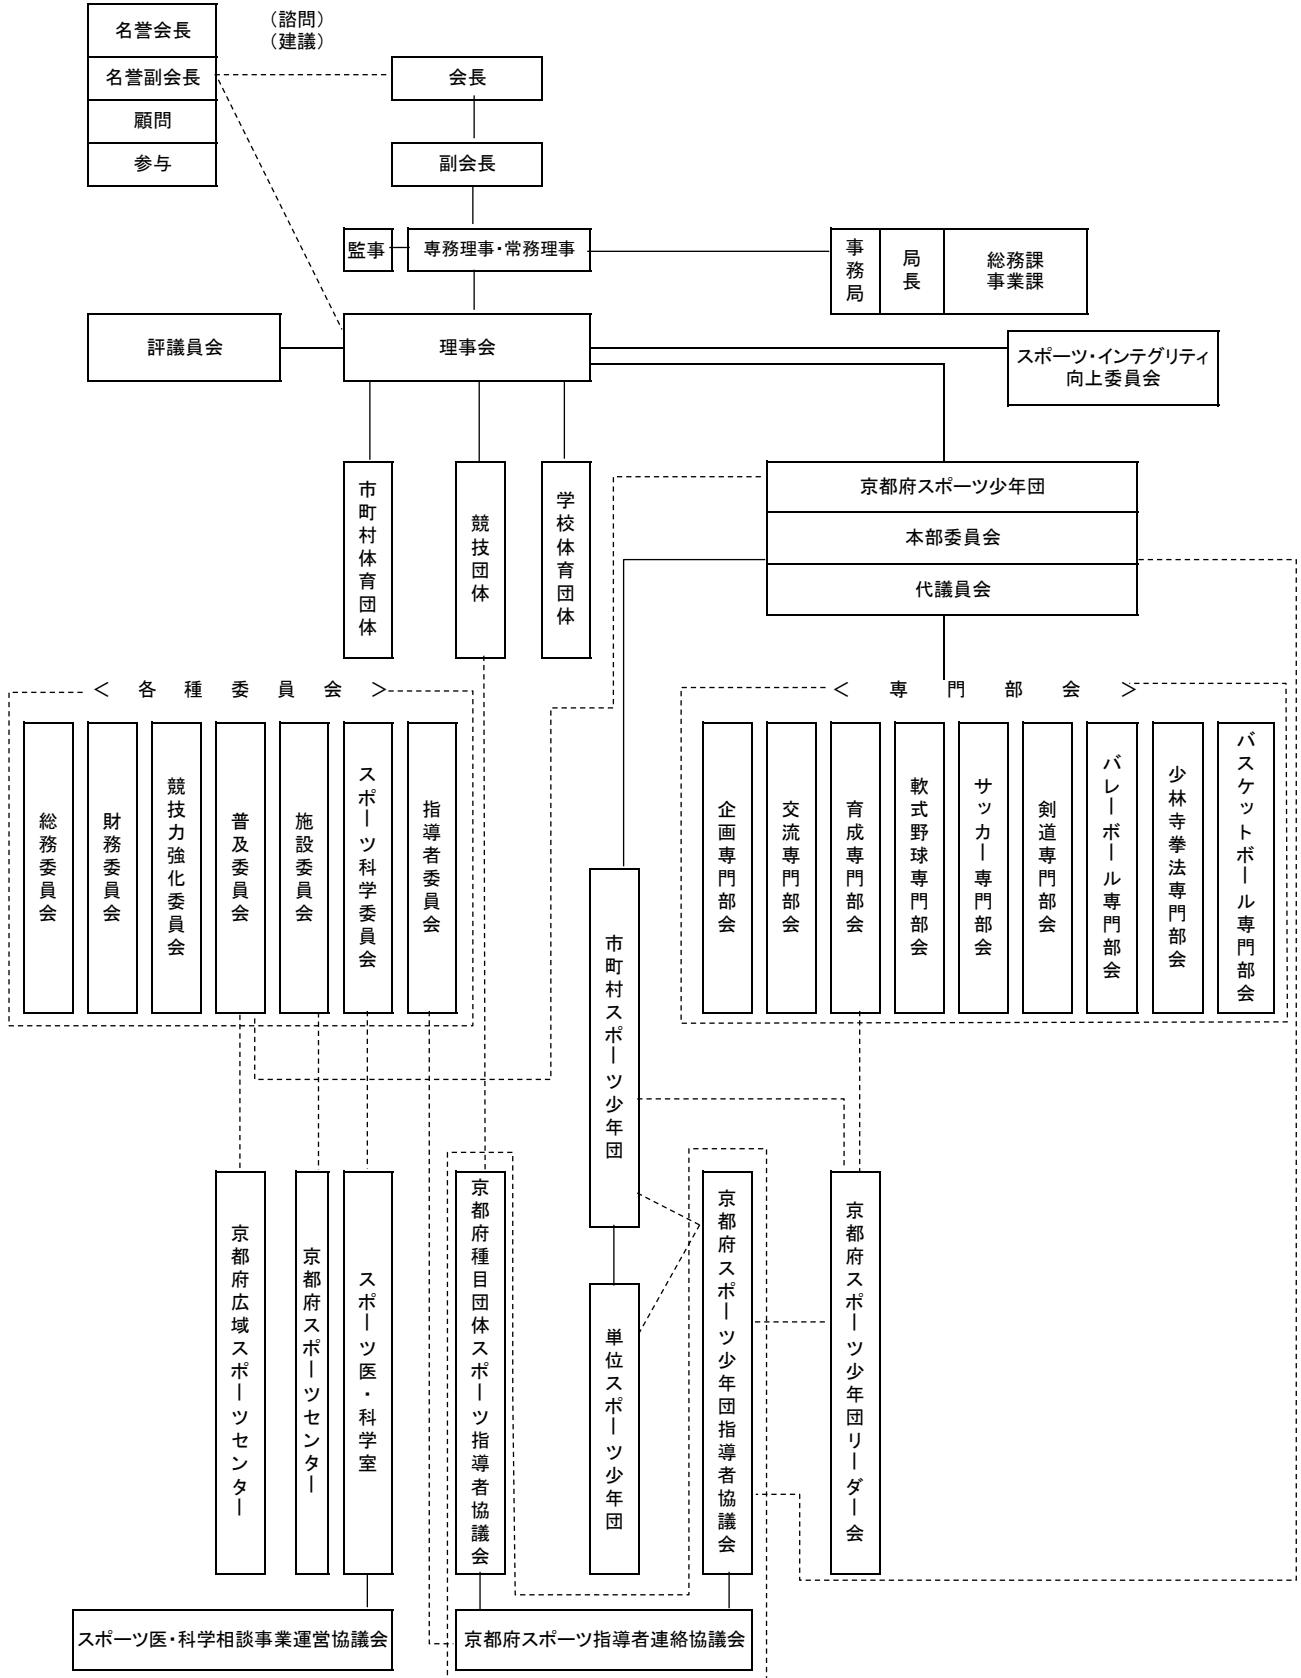 名誉会長
（諮問）
（建議）
名誉副会長
会長
顧問
参与
副会長
監事
専務理事・常務理事
事務局
局長
総務課
事業課
評議員会
理事会
スポーツ・インテグリティ
向上委員会
市町村体育団体
競技団体
学校体育団体
京都府スポーツ少年団
本部委員会
代議員会
＜各種委員会＞
＜専門部会＞
総務委員会
財務委員会
競技力強化委員会
普及委員会
施設委員会
スポーツ科学委員会
指導者委員会
企画専門部会
交流専門部会
育成専門部会
軟式野球専門部会
サッカー専門部会
剣道専門部会
バレーボール専門部会
少林寺拳法専門部会
バスケットボール専門部会
市町村スポーツ少年団
京都府広域スポーツセンター
京都府スポーツセンター
スポーツ医・科学室
京都府種目団体スポーツ指導者協議会
単位スポーツ少年団
京都府スポーツ少年団指導者協議会
京都府スポーツ少年団リーダー会
スポーツ医・科学相談事業運営協議会
京都府スポーツ指導者連絡協議会